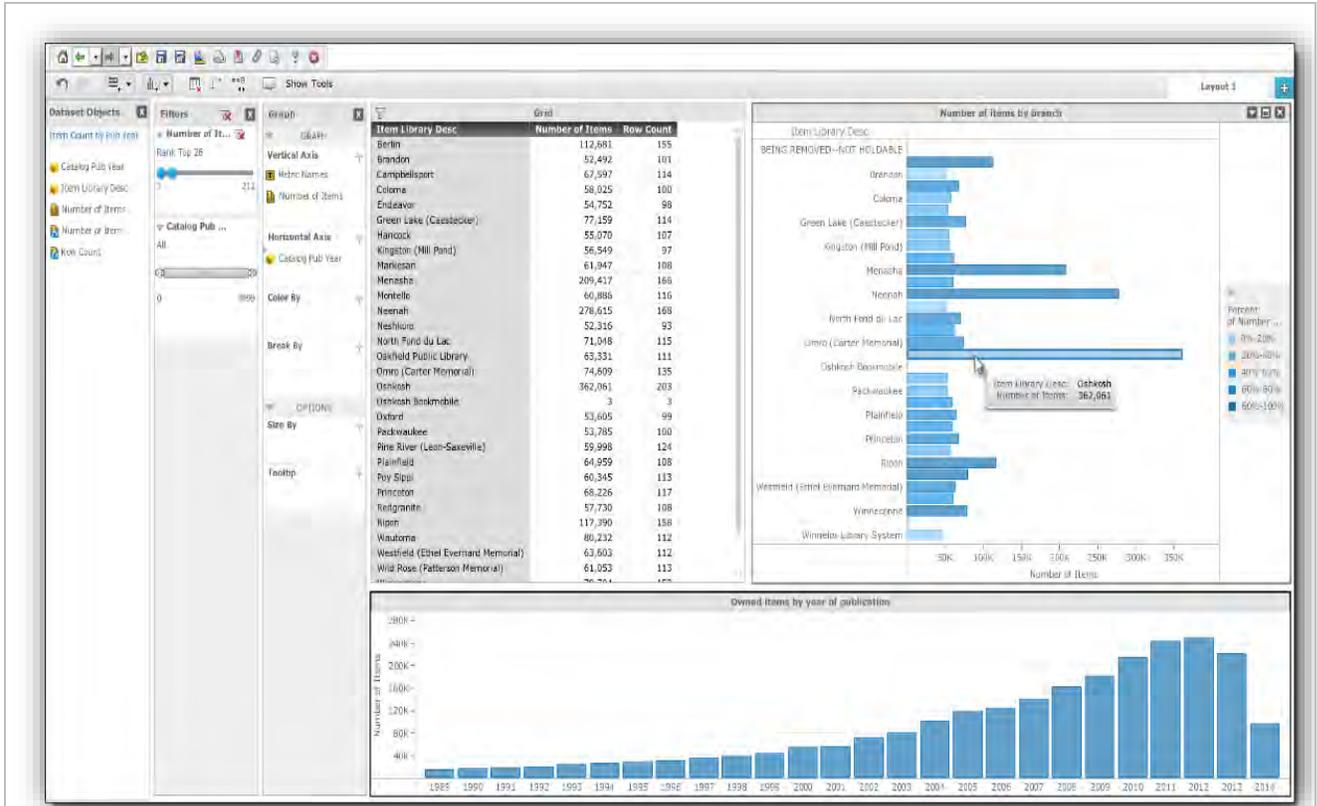 Show Tools
Layout 1
Dataset Objects
Item Count by Pub Year
Catalog Pub Year
Item Library Desc
Number of Items
Number of Item
Row Count
Filters
Number of It...
Rank Top 26
212
Catalog Pub ...
All
0 9999
Graph
GRAPH
Vertical Axis
Metric Names
Number of Items
Horizontal Axis
Catalog Pub Year
Color By
Break By
OPTIONS
Size By
Tooltip
Grid
Item Library Desc Number of Items Row Count
Berlin 112,681 155
Brandon 52,492 101
Campbellsport 67,597 114
Coloma 58,025 100
Endeavor 54,752 98
Green Lake (Caestecker) 77,159 114
Hancock 55,070 107
Kingston (Mill Pond) 56,549 97
Markesan 61,947 108
Menasha 209,417 166
Montello 60,886 116
Neenah 278,615 168
Neshkoro 52,316 93
North Fond du Lac 71,048 115
Oakfield Public Library 63,331 111
Omro (Carter Memorial) 74,609 135
Oshkosh 362,061 203
Oshkosh Bookmobile 3 3
Oxford 53,605 99
Packwaukee 53,785 100
Pine River (Leon-Saxeville) 59,998 124
Plainfield 64,959 108
Poy Sippi 60,345 113
Princeton 68,226 117
Redgranite 57,730 108
Ripon 117,390 158
Wautoma 80,232 112
Westfield (Ethel Everhard Memorial) 63,603 112
Wild Rose (Patterson Memorial) 61,053 113
Number of items by branch
Item Library Desc
BEING REMOVED--NOT HOLDABLE
Brandon
Coloma
Green Lake (Caestecker)
Kingston (Mill Pond)
Menasha
Neenah
North Fond du Lac
Omro (Carter Memorial)
Oshkosh Bookmobile
Packwaukee
Plainfield
Princeton
Ripon
Westfield (Ethel Everhard Memorial)
Winneconne
Winnefox Library System
Item Library Desc: Oshkosh
Number of Items: 362,061
50K 100K 150K 200K 250K 300K 350K
Number of Items
Percent
of Number ...
0%-20%
20%-40%
40%-60%
60%-80%
80%-100%
Owned items by year of publication
Number of Items
280K
240K
200K
160K
120K
80K
40K
1989 1990 1991 1992 1993 1994 1995 1996 1997 1998 1999 2000 2001 2002 2003 2004 2005 2006 2007 2008 2009 2010 2011 2012 2013 2014